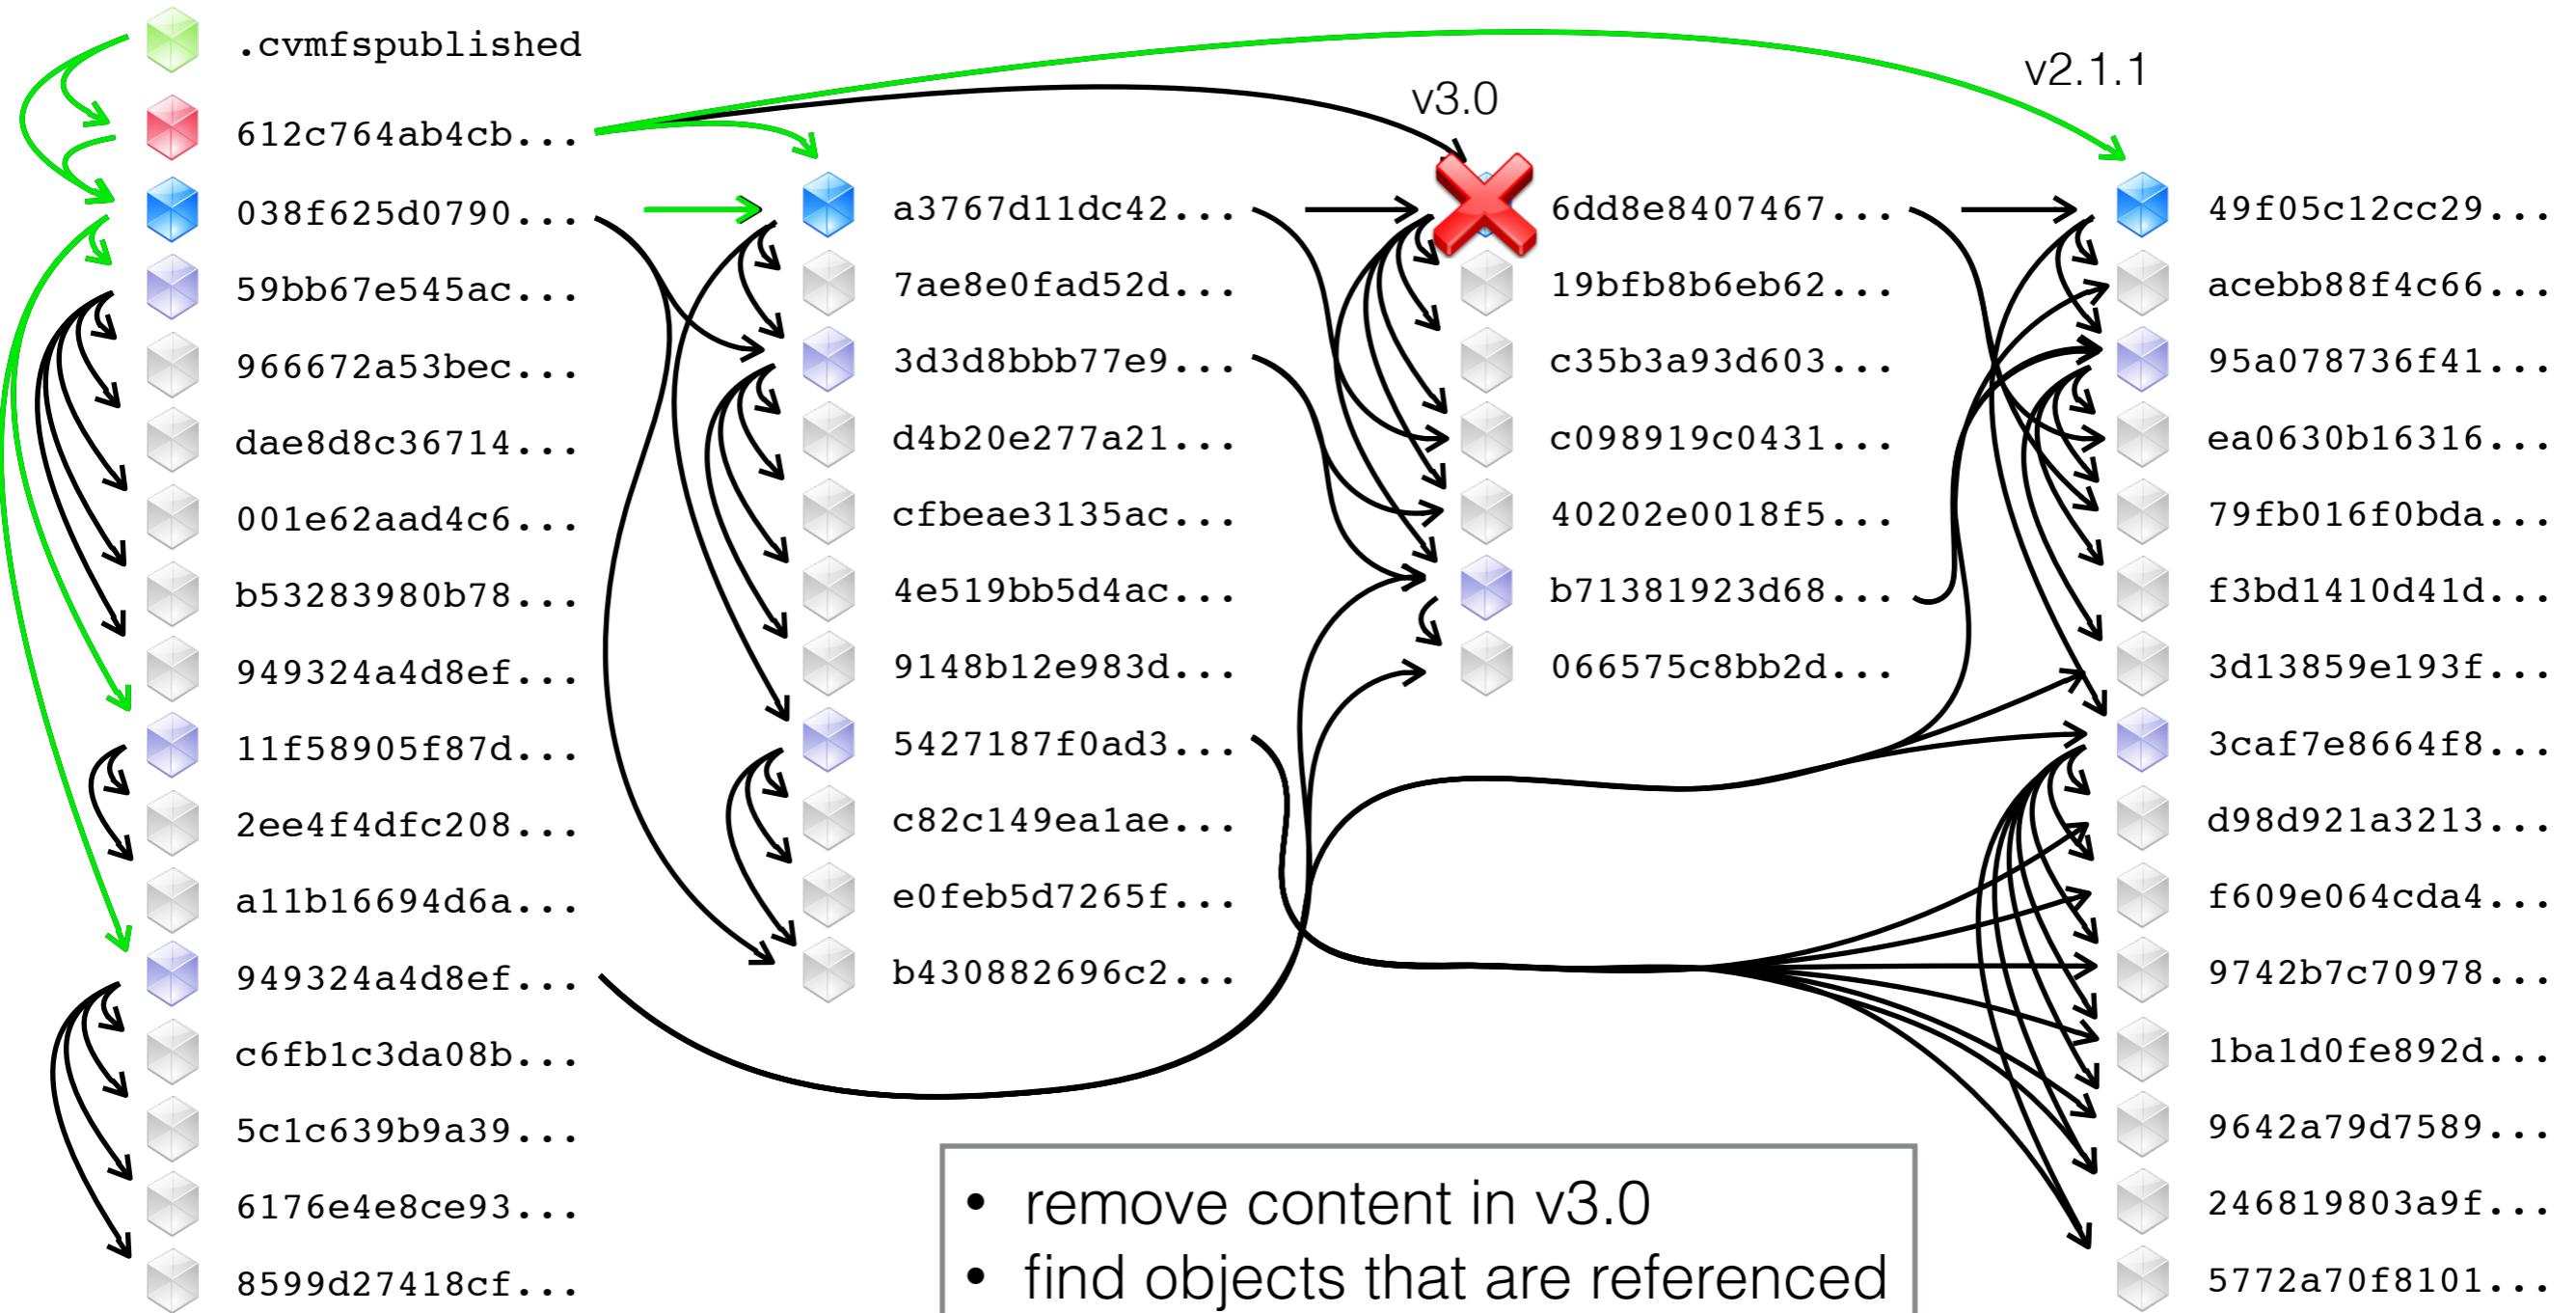 .cvmfspublished
612c764ab4cb...
038f625d0790...
59bb67e545ac...
966672a53bec...
dae8d8c36714...
001e62aad4c6...
b53283980b78...
949324a4d8ef...
11f58905f87d...
2ee4f4dfc208...
a11b16694d6a...
949324a4d8ef...
c6fb1c3da08b...
5c1c639b9a39...
6176e4e8ce93...
8599d27418cf...
a3767d11dc42...
7ae8e0fad52d...
3d3d8bbb77e9...
d4b20e277a21...
cfbeae3135ac...
4e519bb5d4ac...
9148b12e983d...
5427187f0ad3...
c82c149ea1ae...
e0feb5d7265f...
b430882696c2...
v3.0
6dd8e8407467...
19bfb8b6eb62...
c35b3a93d603...
c098919c0431...
40202e0018f5...
b71381923d68...
066575c8bb2d...
v2.1.1
49f05c12cc29...
acebb88f4c66...
95a078736f41...
ea0630b16316...
79fb016f0bda...
f3bd1410d41d...
3d13859e193f...
3caf7e8664f8...
d98d921a3213...
f609e064cda4...
9742b7c70978...
1ba1d0fe892d...
9642a79d7589...
246819803a9f...
5772a70f8101...
• remove content in v3.0
• find objects that are referenced